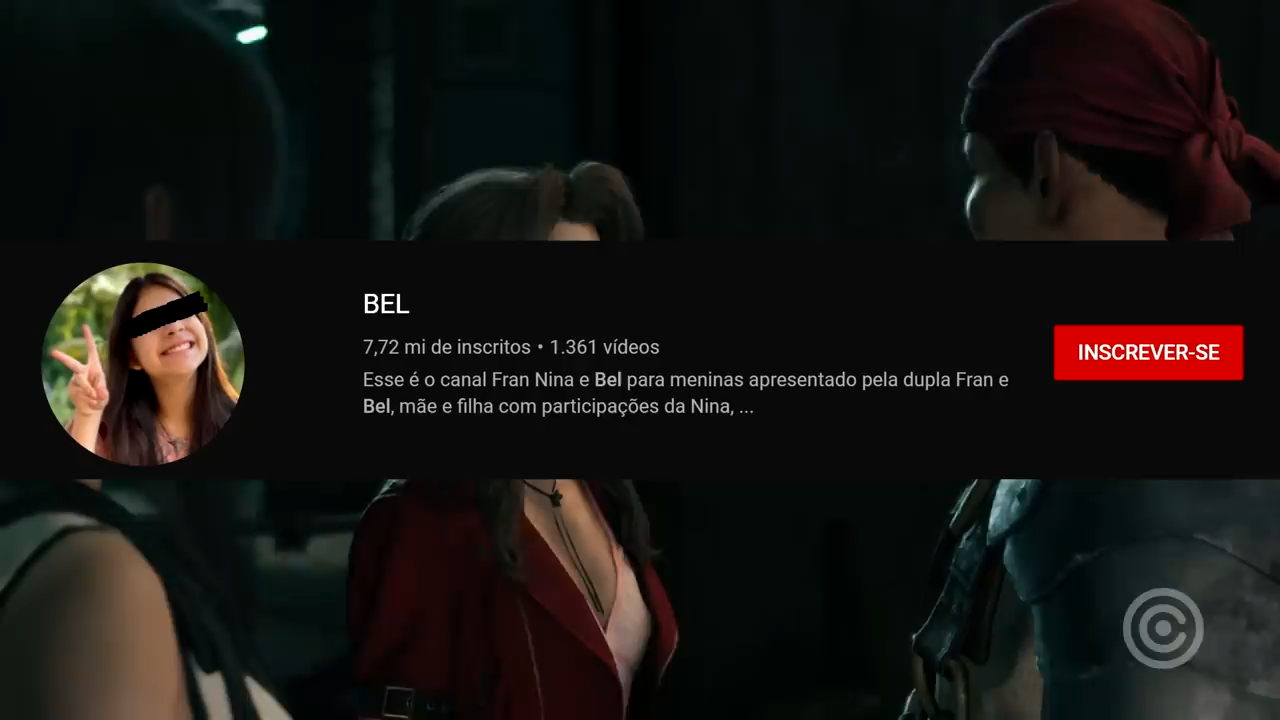 BEL
7,72 mi de inscritos • 1.361 vídeos
Esse é o canal Fran Nina e Bel para meninas apresentado pela dupla Fran e
Bel, mãe e filha com participações da Nina, ...
INSCREVER-SE